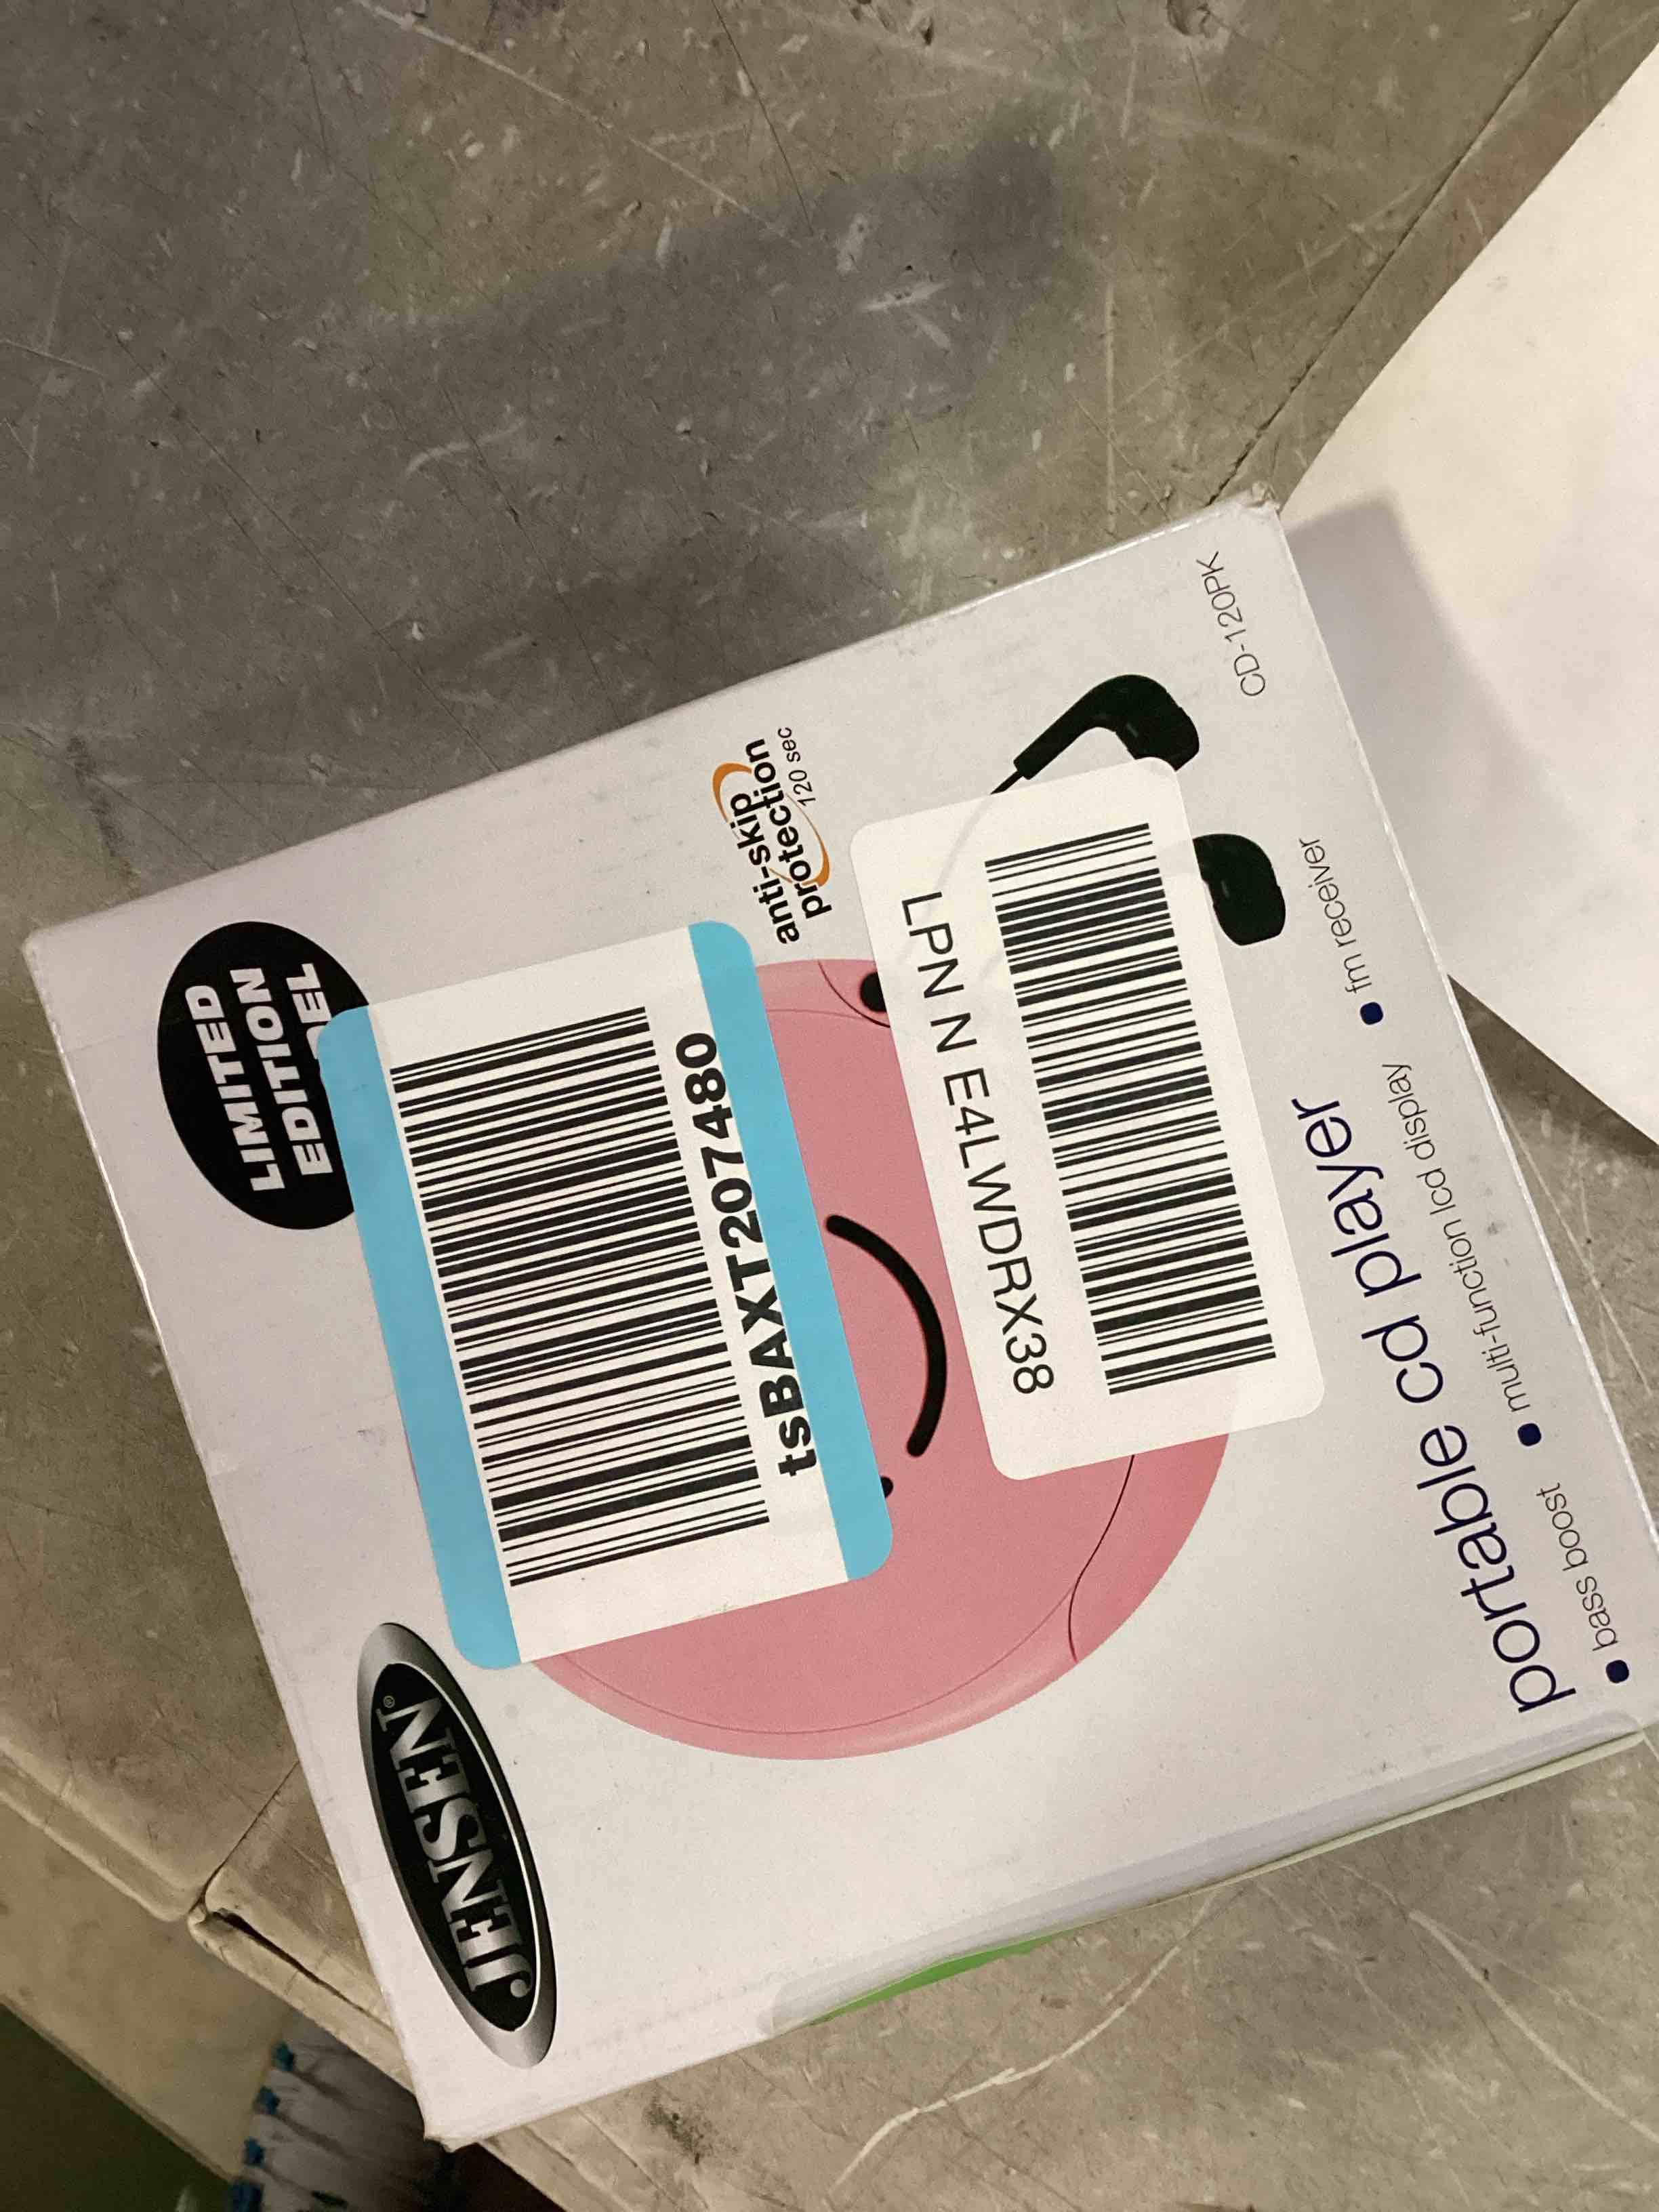 JENSEN®
LIMITED
EDITION
tsBAXT207480
anti-skip
protection
120 sec
LPN N E4LWDRX38
CD-120PK
portable cd player
• bass boost • multi-function lcd display • fm receiver